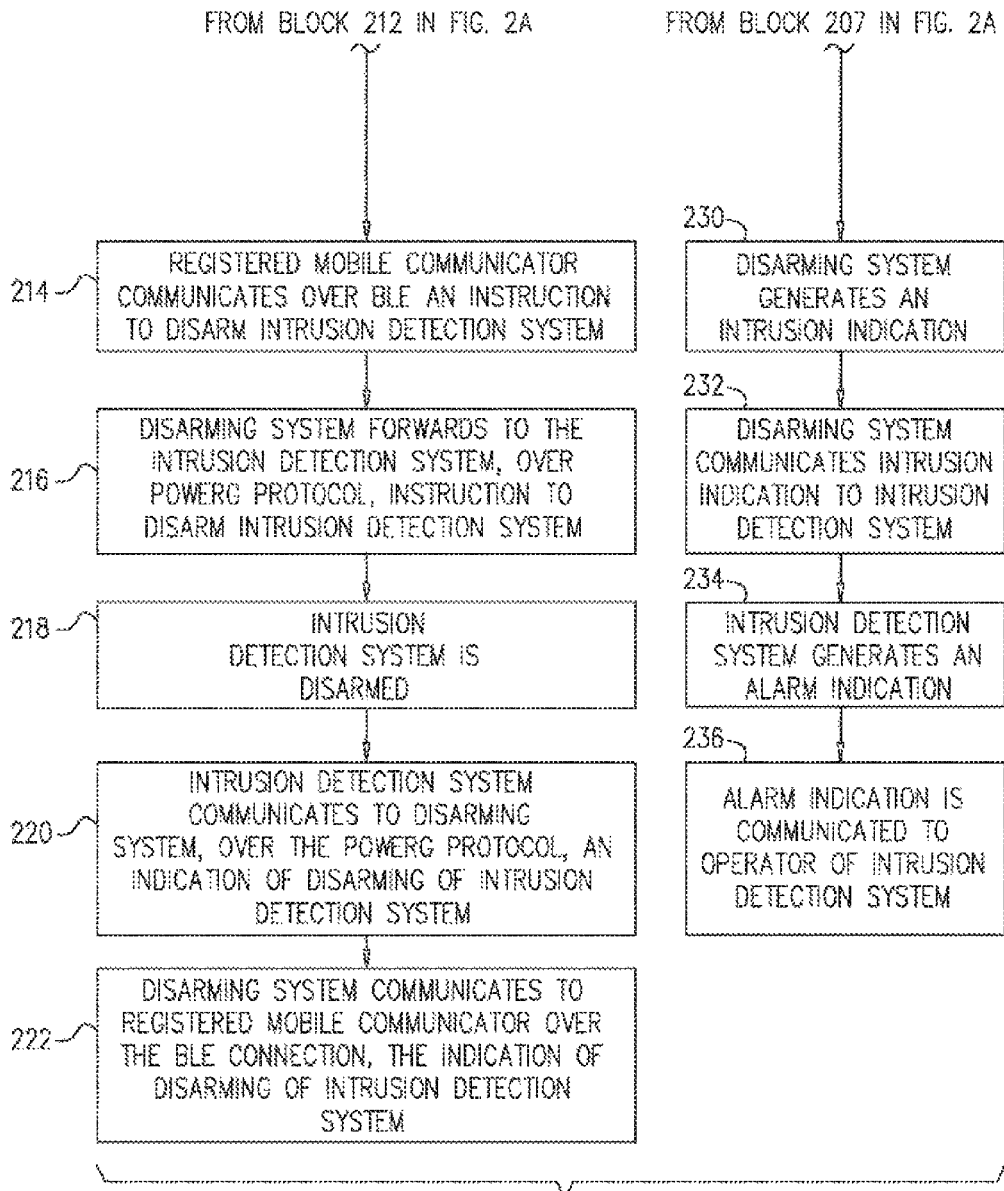 FROM BLOCK 212 IN FIG. 2A
FROM BLOCK 207 IN FIG. 2A
214
REGISTERED MOBILE COMMUNICATOR
COMMUNICATES OVER BLE AN INSTRUCTION
TO DISARM INTRUSION DETECTION SYSTEM
216
DISARMING SYSTEM FORWARDS TO THE
INTRUSION DETECTION SYSTEM, OVER
POWERG PROTOCOL, INSTRUCTION TO
DISARM INTRUSION DETECTION SYSTEM
218
INTRUSION
DETECTION SYSTEM IS
DISARMED
220
INTRUSION DETECTION SYSTEM
COMMUNICATES TO DISARMING
SYSTEM, OVER THE POWERG PROTOCOL, AN
INDICATION OF DISARMING OF INTRUSION
DETECTION SYSTEM
222
DISARMING SYSTEM COMMUNICATES TO
REGISTERED MOBILE COMMUNICATOR OVER
THE BLE CONNECTION, THE INDICATION OF
DISARMING OF INTRUSION DETECTION
SYSTEM
230
DISARMING SYSTEM
GENERATES AN
INTRUSION INDICATION
232
DISARMING SYSTEM
COMMUNICATES INTRUSION
INDICATION TO INTRUSION
DETECTION SYSTEM
234
INTRUSION DETECTION
SYSTEM GENERATES AN
ALARM INDICATION
236
ALARM INDICATION IS
COMMUNICATED TO
OPERATOR OF INTRUSION
DETECTION SYSTEM